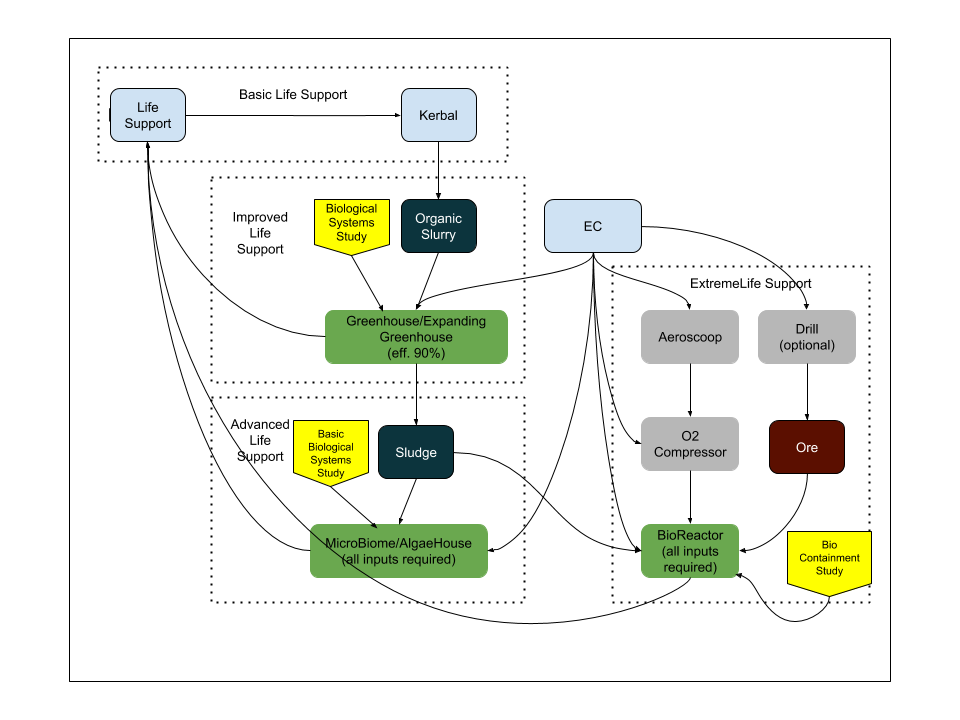 Basic Life Support
Life
Support
Kerbal
Improved
Life
Support
Biological
Systems
Study
Organic
Slurry
EC
ExtremeLife Support
Greenhouse/Expanding
Greenhouse
(eff. 90%)
Aeroscoop
Drill
(optional)
Advanced
Life
Support
Basic
Biological
Systems
Study
Sludge
O2
Compressor
Ore
MicroBiome/AlgaeHouse
(all inputs required)
BioReactor
(all inputs
required)
Bio
Containment
Study